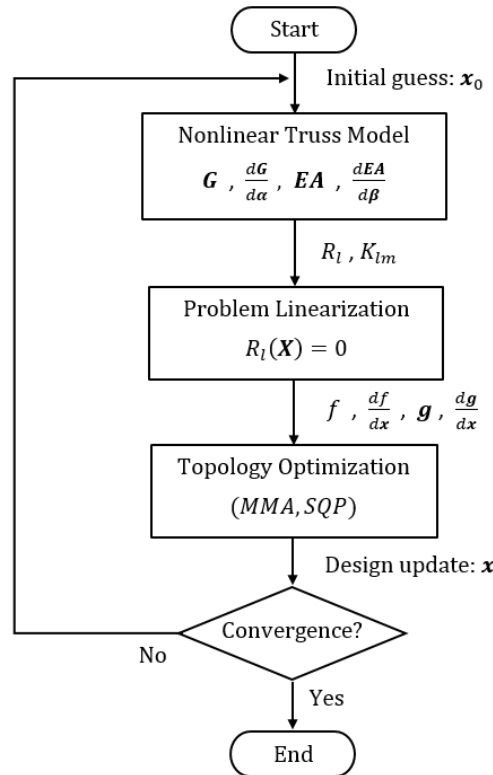 Start
Initial guess: x₀
Nonlinear Truss Model
G , dG/dα , EA , dEA/dβ
Rₗ , Kₗₘ
Problem Linearization
Rₗ(X) = 0
f , df/dx , g , dg/dx
Topology Optimization
(MMA, SQP)
Design update: x
Convergence?
No
Yes
End